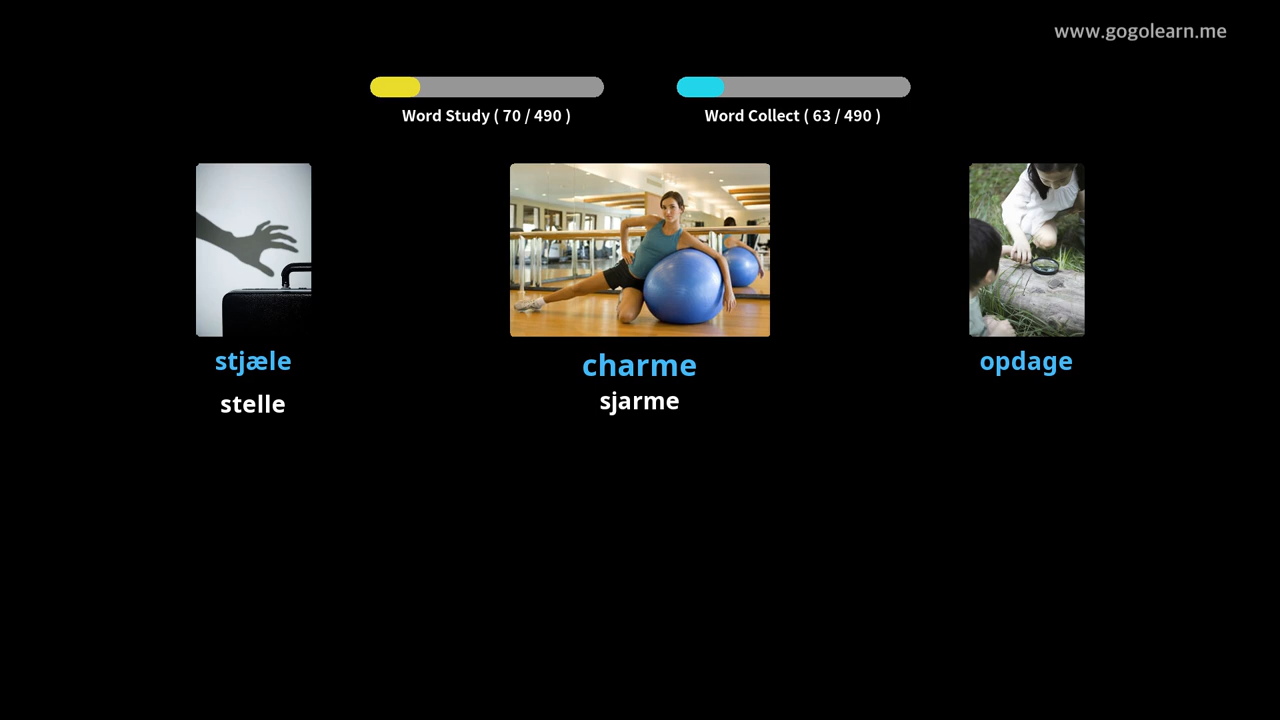 www.gogolearn.me
Word Study ( 70 / 490 )
Word Collect ( 63 / 490 )
stjæle
stelle
charme
sjarme
opdage